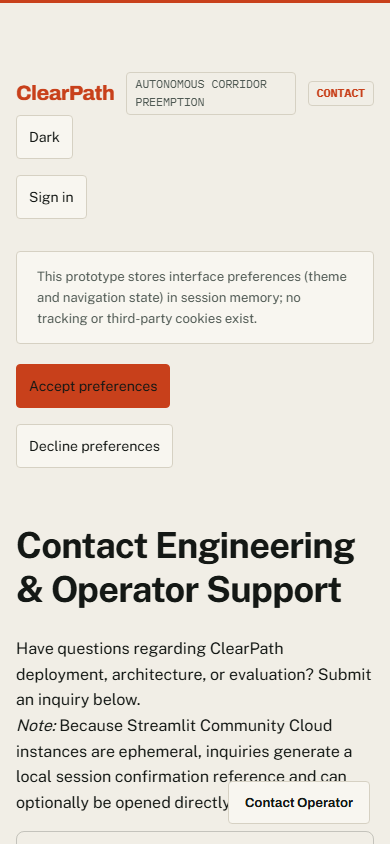 ClearPath
AUTONOMOUS CORRIDOR
PREEMPTION
CONTACT
Dark
Sign in
This prototype stores interface preferences (theme
and navigation state) in session memory; no
tracking or third-party cookies exist.
Accept preferences
Decline preferences
Contact Engineering
& Operator Support
Have questions regarding ClearPath
deployment, architecture, or evaluation? Submit
an inquiry below.
Note: Because Streamlit Community Cloud
instances are ephemeral, inquiries generate a
local session confirmation reference and can
optionally be opened directly
Contact Operator